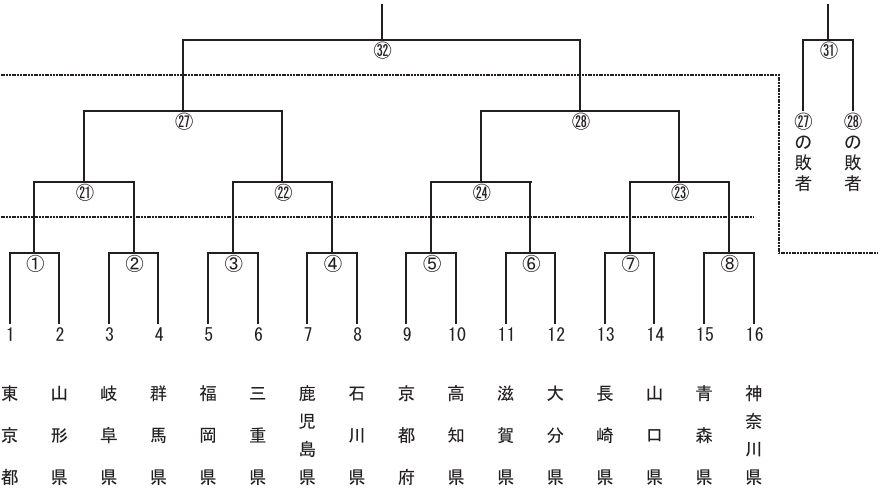 ㉜
㉛
㉗
㉘
㉗の敗者
㉘の敗者
㉑
㉒
㉔
㉓
①
②
③
④
⑤
⑥
⑦
⑧
1
2
3
4
5
6
7
8
9
10
11
12
13
14
15
16
東京都
山形県
岐阜県
群馬県
福岡県
三重県
鹿児島県
石川県
京都府
高知県
滋賀県
大分県
長崎県
山口県
青森県
神奈川県